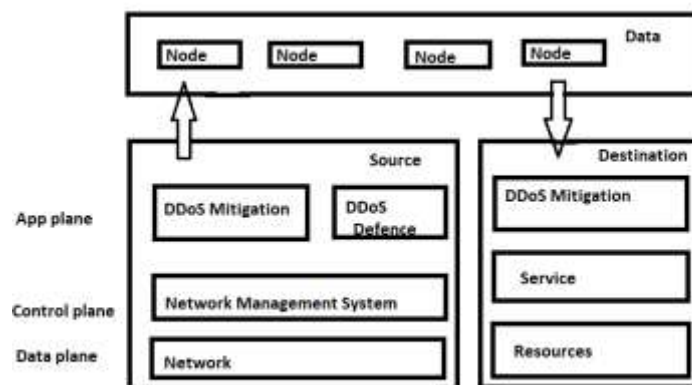 Data
Node
Node
Node
Node
Source
Destination
App plane
DDoS Mitigation
DDoS
Defence
DDoS Mitigation
Service
Control plane
Network Management System
Data plane
Network
Resources